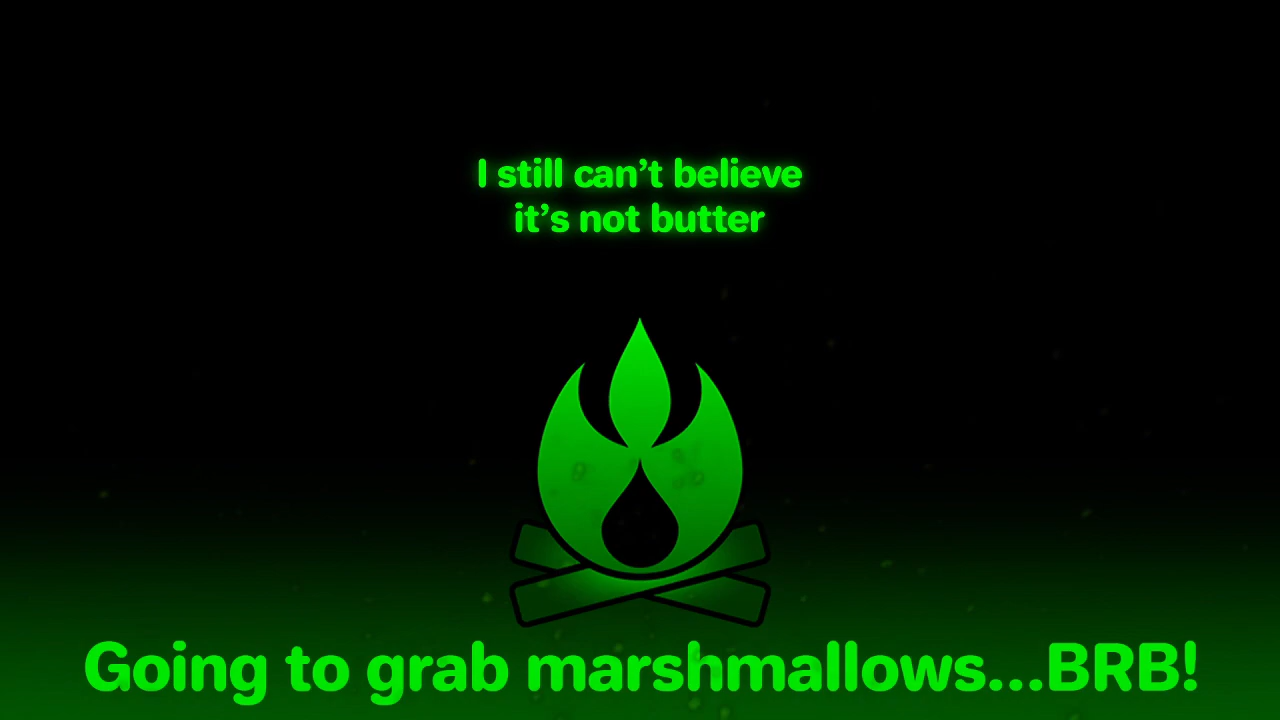 I still can’t believe
it’s not butter
Going to grab marshmallows...BRB!